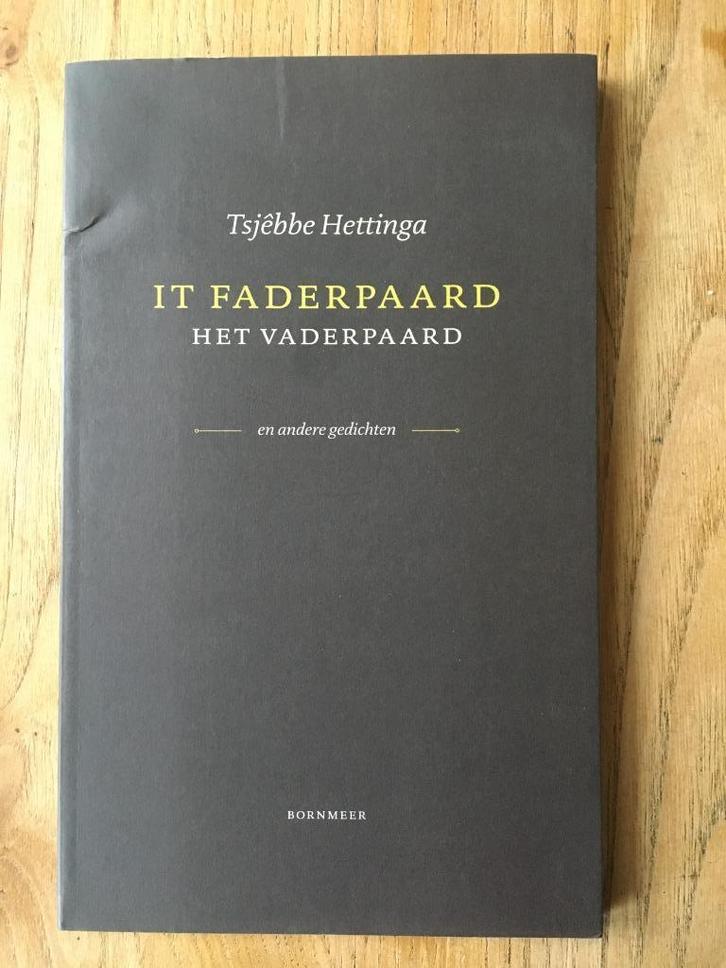 Tsjêbbe Hettinga
IT FADERPAARD
HET VADERPAARD
en andere gedichten
BORNMEER